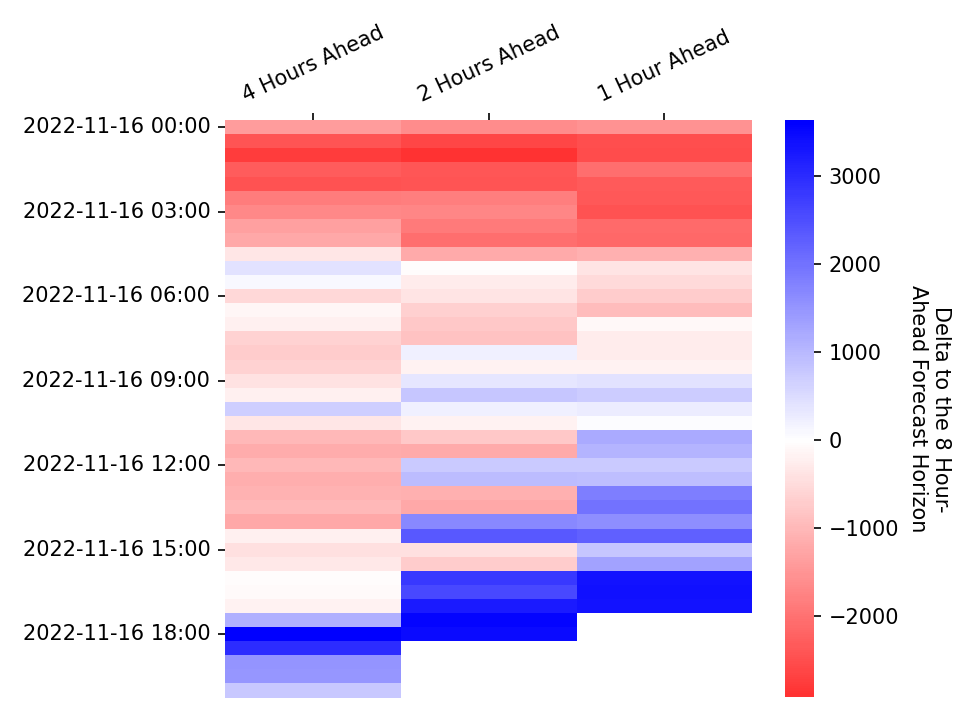 4 Hours Ahead
2 Hours Ahead
1 Hour Ahead
2022-11-16 00:00
2022-11-16 03:00
2022-11-16 06:00
2022-11-16 09:00
2022-11-16 12:00
2022-11-16 15:00
2022-11-16 18:00
3000
2000
1000
0
−1000
−2000
Delta to the 8 Hour-
Ahead Forecast Horizon